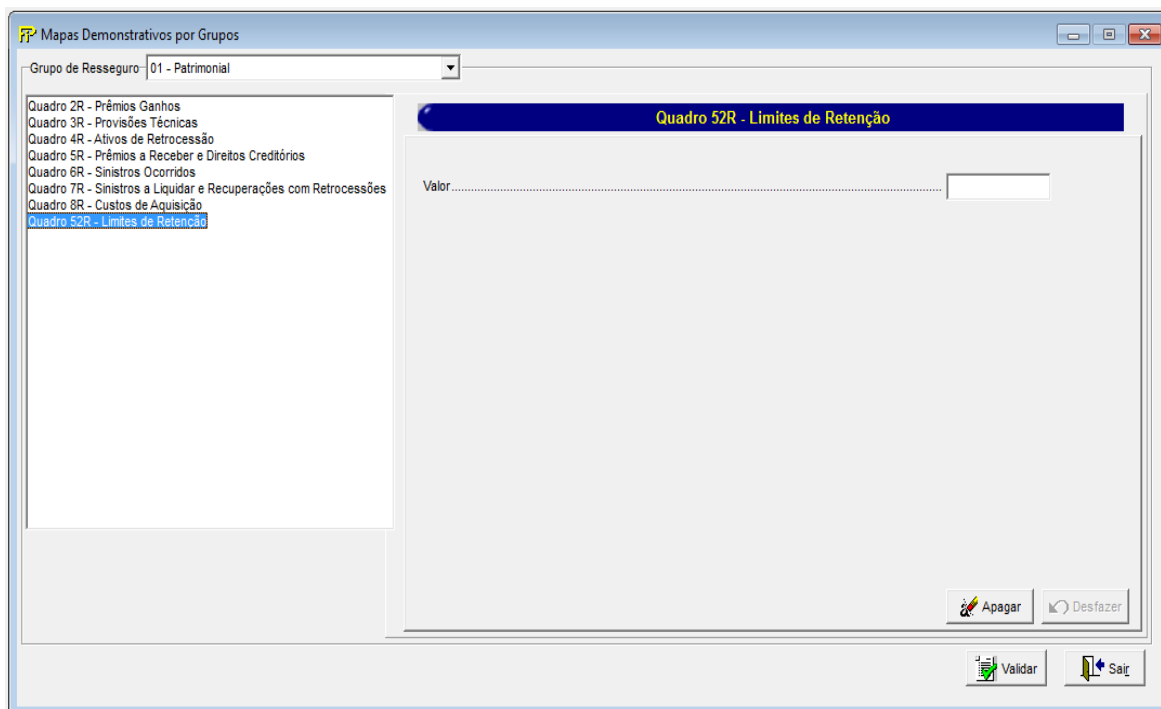 Mapas Demonstrativos por Grupos
Grupo de Resseguro 01 - Patrimonial
Quadro 2R - Prêmios Ganhos
Quadro 3R - Provisões Técnicas
Quadro 4R - Ativos de Retrocessão
Quadro 5R - Prêmios a Receber e Direitos Creditórios
Quadro 6R - Sinistros Ocorridos
Quadro 7R - Sinistros a Liquidar e Recuperações com Retrocessões
Quadro 8R - Custos de Aquisição
Quadro 52R - Limites de Retenção
Quadro 52R - Limites de Retenção
Valor
Apagar
Desfazer
Validar
Sair